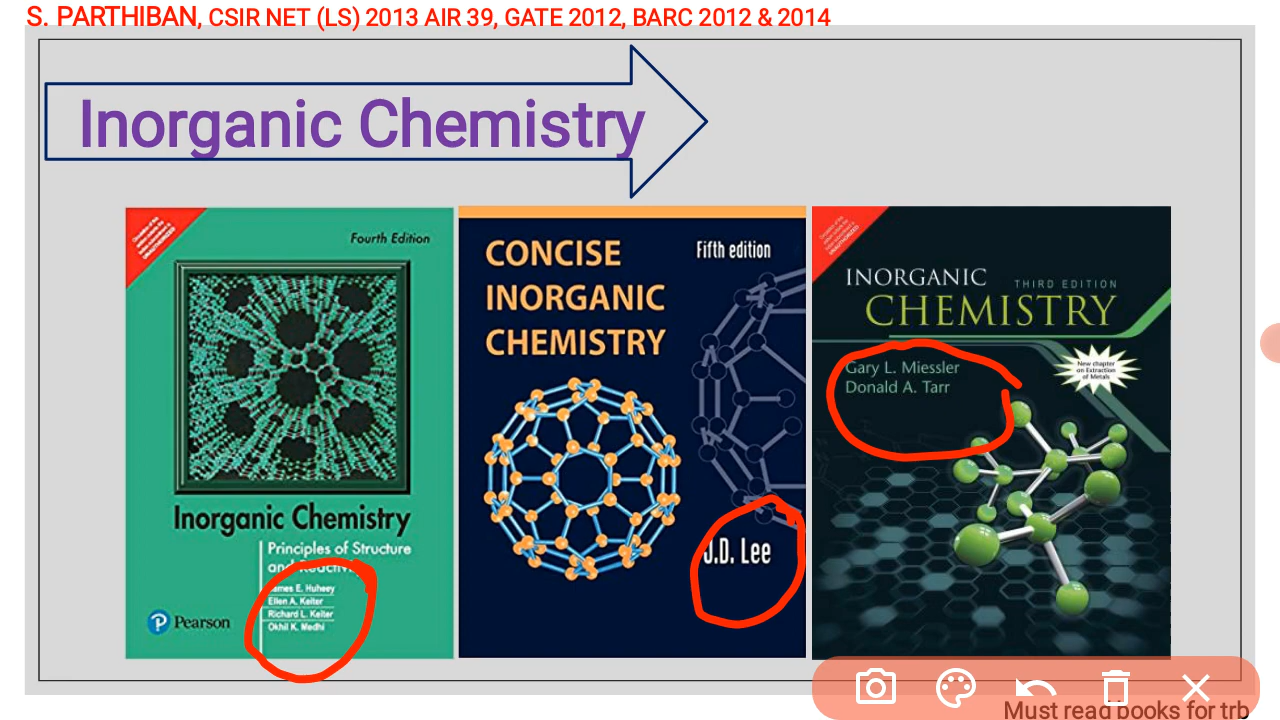 S. PARTHIBAN, CSIR NET (LS) 2013 AIR 39, GATE 2012, BARC 2012 & 2014
Inorganic Chemistry
Fourth Edition
Inorganic Chemistry
Principles of Structure
and Reactivity
James E. Huheey
Ellen A. Keiter
Richard L. Keiter
Okhil K. Medhi
Pearson
CONCISE
INORGANIC
CHEMISTRY
Fifth edition
J.D. Lee
INORGANIC
THIRD EDITION
CHEMISTRY
Gary L. Miessler
Donald A. Tarr
New chapter
on Extraction
of Metals
Must read books for trb